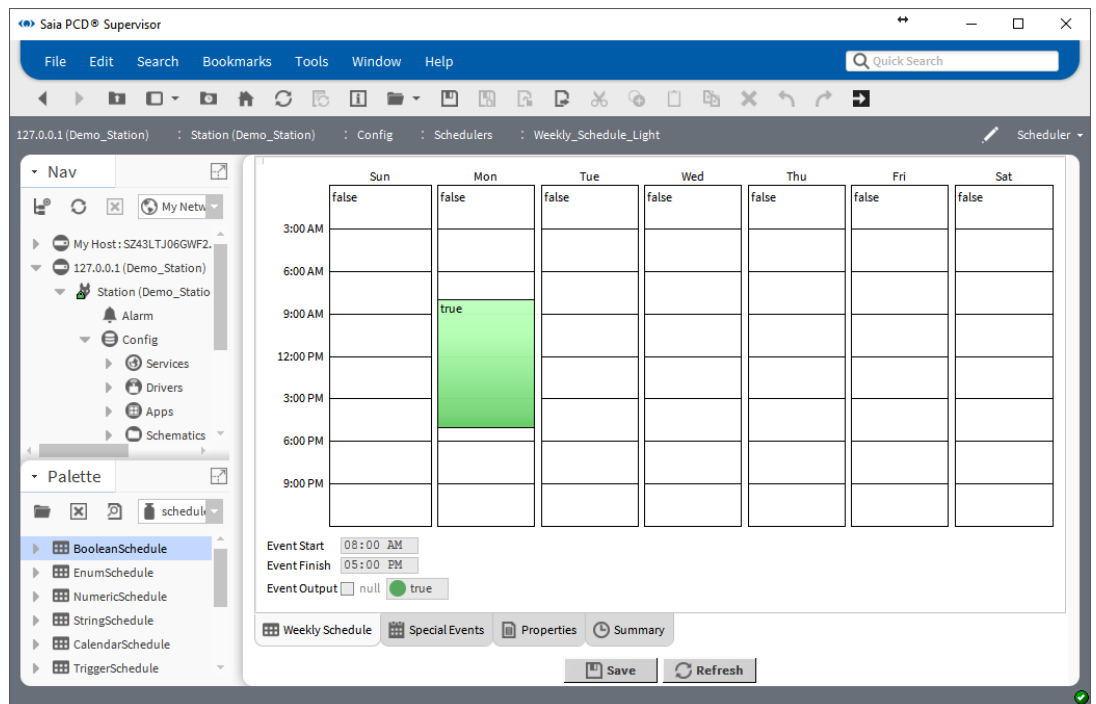 Saia PCD® Supervisor
File Edit Search Bookmarks Tools Window Help
Quick Search
127.0.0.1 (Demo_Station) : Station (Demo_Station) : Config : Schedulers : Weekly_Schedule_Light Scheduler
Nav
My Netw
My Host : SZ43LTJ06GWF2.
127.0.0.1 (Demo_Station)
Station (Demo_Statio
Alarm
Config
Services
Drivers
Apps
Schematics
Palette
schedule
BooleanSchedule
EnumSchedule
NumericSchedule
StringSchedule
CalendarSchedule
TriggerSchedule
Sun Mon Tue Wed Thu Fri Sat
false false false false false false false
3:00 AM
6:00 AM
true
9:00 AM
12:00 PM
3:00 PM
6:00 PM
9:00 PM
Event Start 08:00 AM
Event Finish 05:00 PM
Event Output null true
Weekly Schedule Special Events Properties Summary
Save Refresh